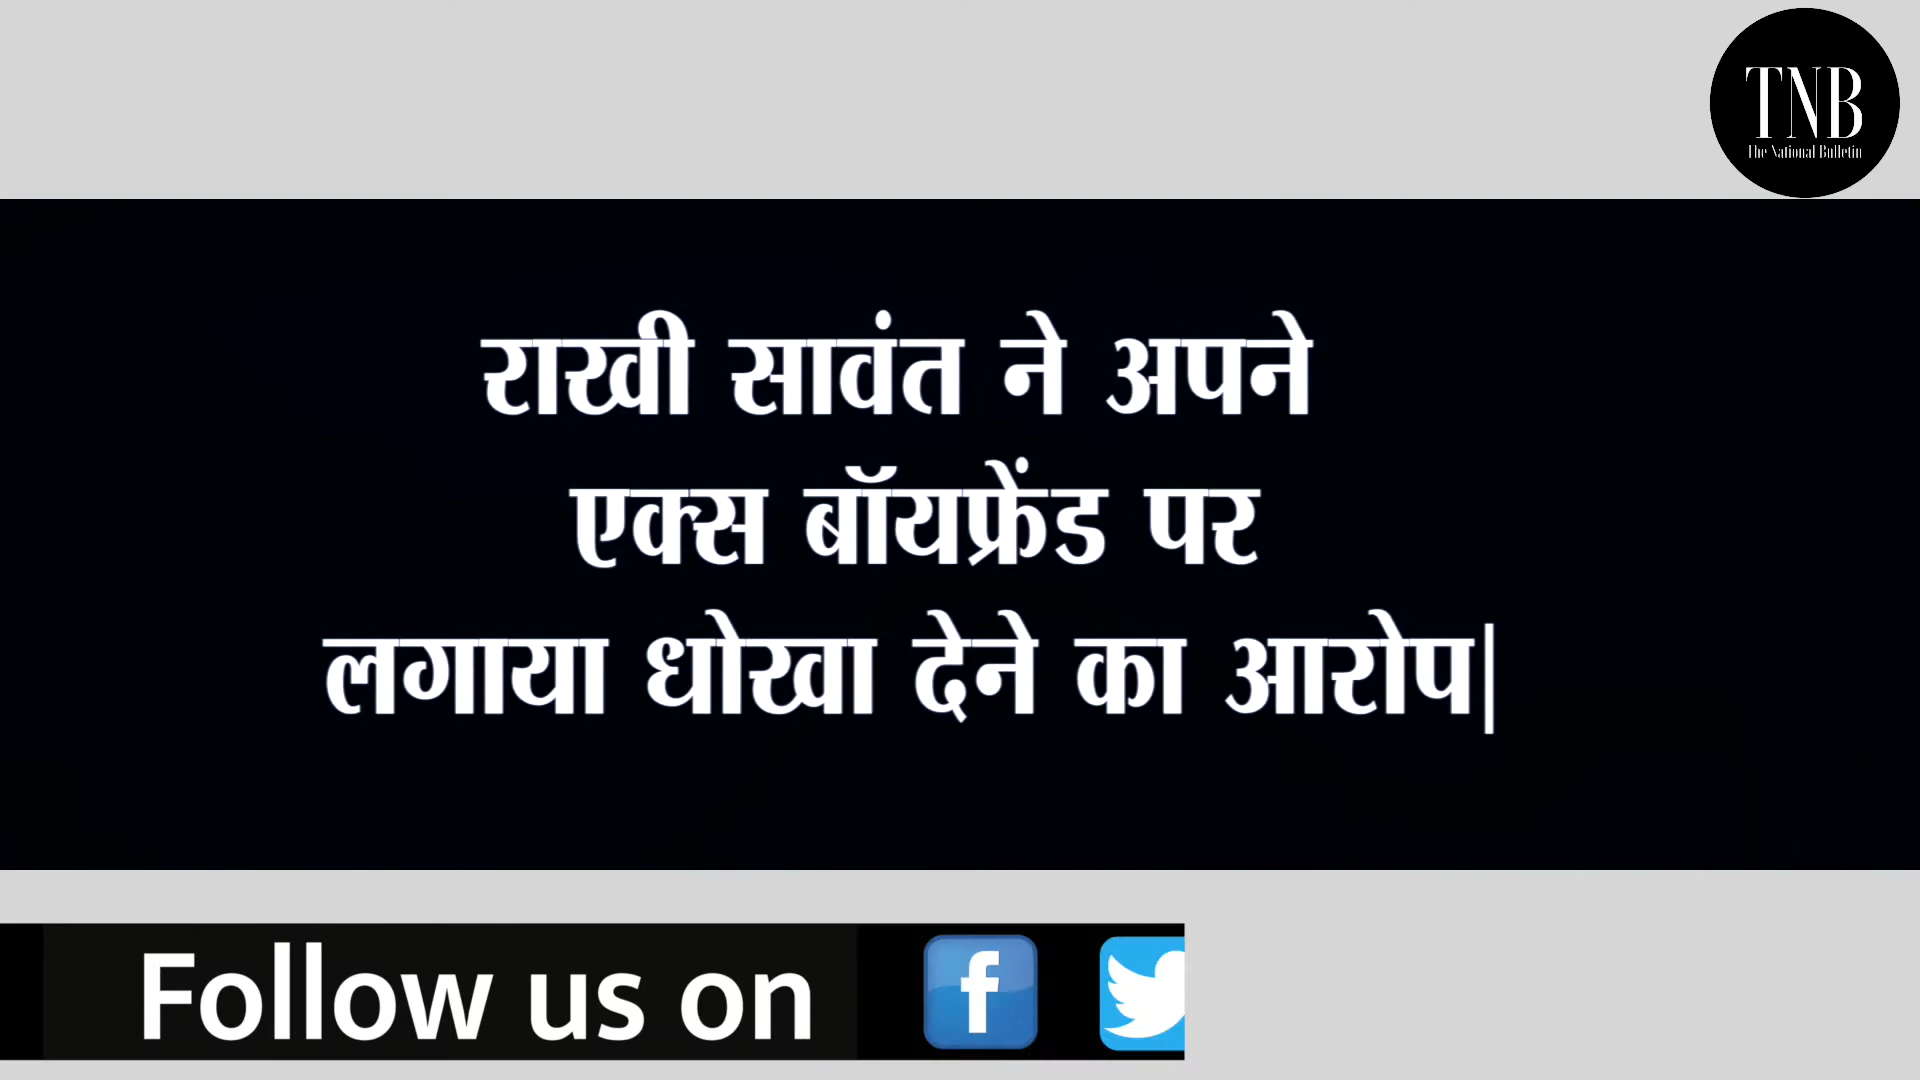 TNB
The National Bulletin
राखी सावंत ने अपने
एक्स बॉयफ्रेंड पर
लगाया धोखा देने का आरोप|
Follow us on